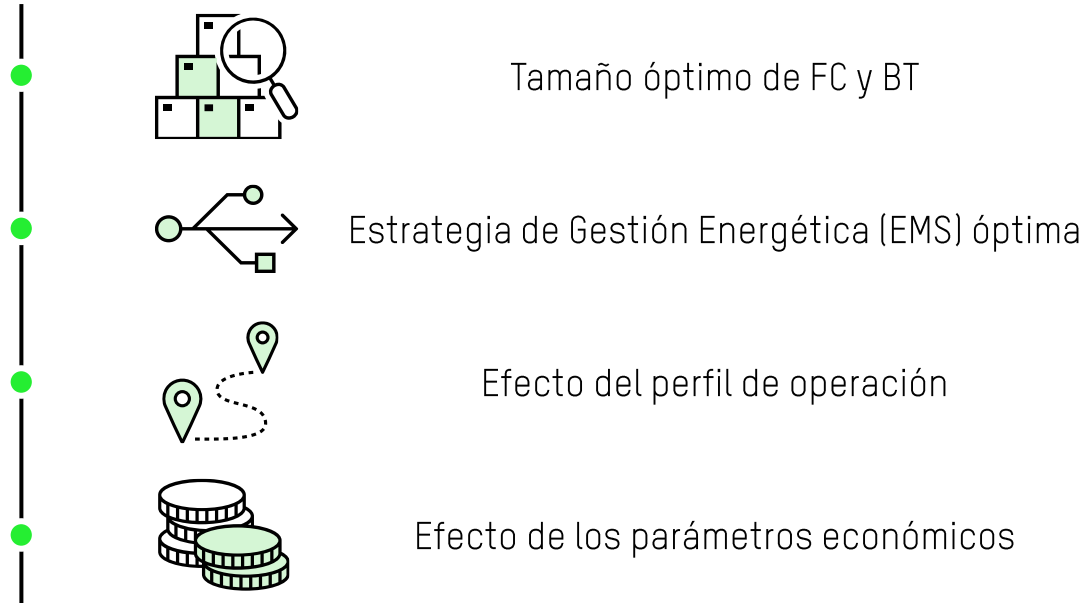 Tamaño óptimo de FC y BT
Estrategia de Gestión Energética (EMS) óptima
Efecto del perfil de operación
Efecto de los parámetros económicos